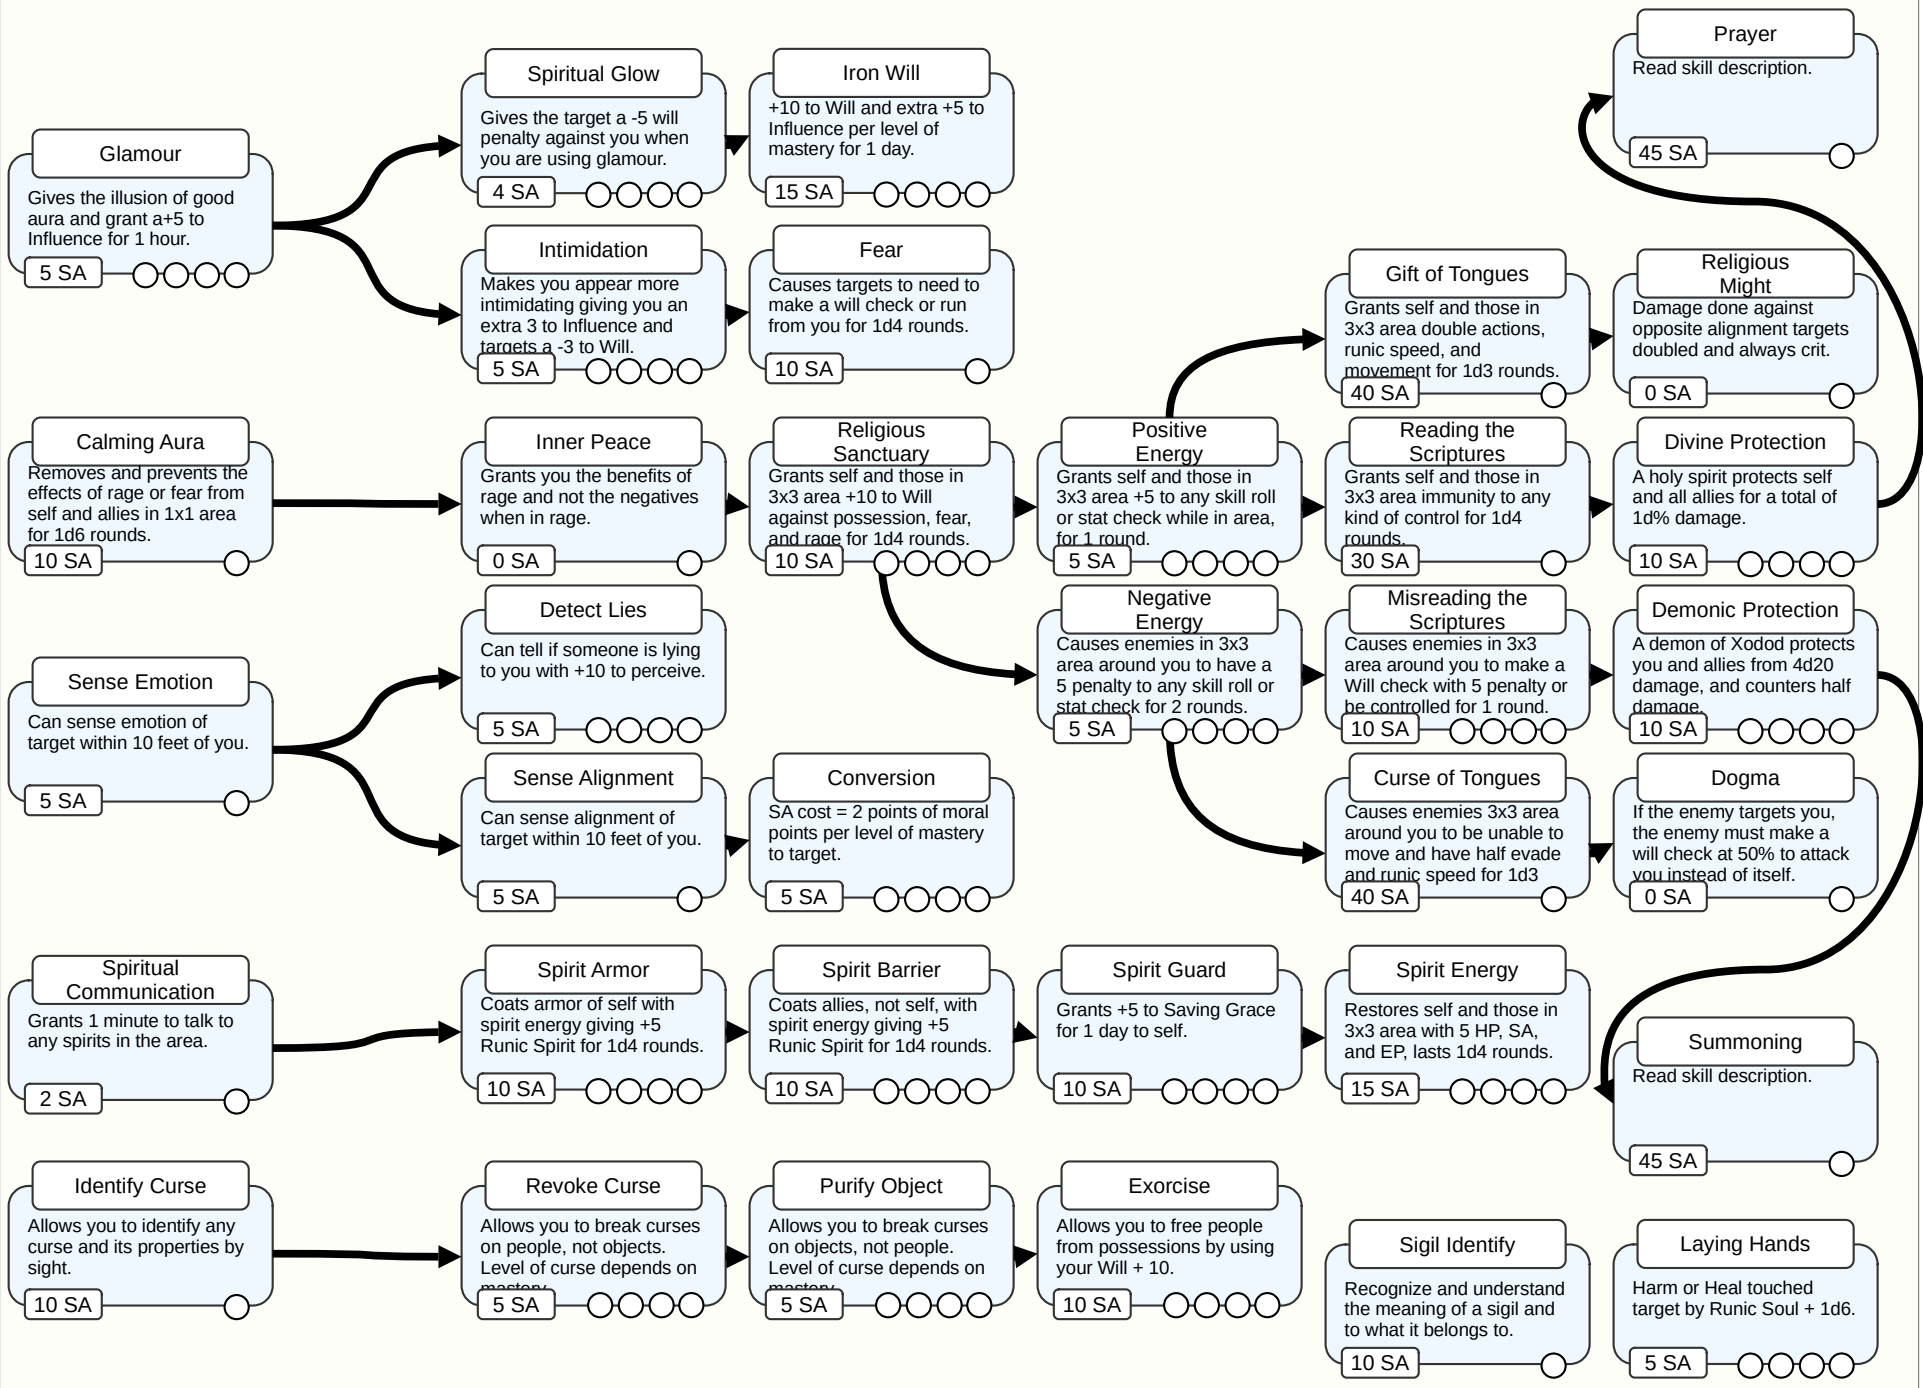 Prayer
Read skill description.
45 SA
Spiritual Glow
Gives the target a -5 will
penalty against you when
you are using glamour.
4 SA
Iron Will
+10 to Will and extra +5 to
Influence per level of
mastery for 1 day.
15 SA
Glamour
Gives the illusion of good
aura and grant a+5 to
Influence for 1 hour.
5 SA
Intimidation
Makes you appear more
intimidating giving you an
extra 3 to Influence and
targets a -3 to Will.
5 SA
Fear
Causes targets to need to
make a will check or run
from you for 1d4 rounds.
10 SA
Gift of Tongues
Grants self and those in
3x3 area double actions,
runic speed, and
movement for 1d3 rounds.
40 SA
Religious
Might
Damage done against
opposite alignment targets
doubled and always crit.
0 SA
Calming Aura
Removes and prevents the
effects of rage or fear from
self and allies in 1x1 area
for 1d6 rounds.
10 SA
Inner Peace
Grants you the benefits of
rage and not the negatives
when in rage.
0 SA
Religious
Sanctuary
Grants self and those in
3x3 area +10 to Will
against possession, fear,
and rage for 1d4 rounds.
10 SA
Positive
Energy
Grants self and those in
3x3 area +5 to any skill roll
or stat check while in area,
for 1 round.
5 SA
Reading the
Scriptures
Grants self and those in
3x3 area immunity to any
kind of control for 1d4
rounds.
30 SA
Divine Protection
A holy spirit protects self
and all allies for a total of
1d% damage.
10 SA
Detect Lies
Can tell if someone is lying
to you with +10 to perceive.
5 SA
Negative
Energy
Causes enemies in 3x3
area around you to have a
5 penalty to any skill roll or
stat check for 2 rounds.
5 SA
Misreading the
Scriptures
Causes enemies in 3x3
area around you to make a
Will check with 5 penalty or
be controlled for 1 round.
10 SA
Demonic Protection
A demon of Xodod protects
you and allies from 4d20
damage, and counters half
damage.
10 SA
Sense Emotion
Can sense emotion of
target within 10 feet of you.
5 SA
Sense Alignment
Can sense alignment of
target within 10 feet of you.
5 SA
Conversion
SA cost = 2 points of moral
points per level of mastery
to target.
5 SA
Curse of Tongues
Causes enemies 3x3 area
around you to be unable to
move and have half evade
and runic speed for 1d3
40 SA
Dogma
If the enemy targets you,
the enemy must make a
will check at 50% to attack
you instead of itself.
0 SA
Spiritual
Communication
Grants 1 minute to talk to
any spirits in the area.
2 SA
Spirit Armor
Coats armor of self with
spirit energy giving +5
Runic Spirit for 1d4 rounds.
10 SA
Spirit Barrier
Coats allies, not self, with
spirit energy giving +5
Runic Spirit for 1d4 rounds.
10 SA
Spirit Guard
Grants +5 to Saving Grace
for 1 day to self.
10 SA
Spirit Energy
Restores self and those in
3x3 area with 5 HP, SA,
and EP, lasts 1d4 rounds.
15 SA
Summoning
Read skill description.
45 SA
Identify Curse
Allows you to identify any
curse and its properties by
sight.
10 SA
Revoke Curse
Allows you to break curses
on people, not objects.
Level of curse depends on
mastery.
5 SA
Purify Object
Allows you to break curses
on objects, not people.
Level of curse depends on
mastery.
5 SA
Exorcise
Allows you to free people
from possessions by using
your Will + 10.
10 SA
Sigil Identify
Recognize and understand
the meaning of a sigil and
to what it belongs to.
10 SA
Laying Hands
Harm or Heal touched
target by Runic Soul + 1d6.
5 SA